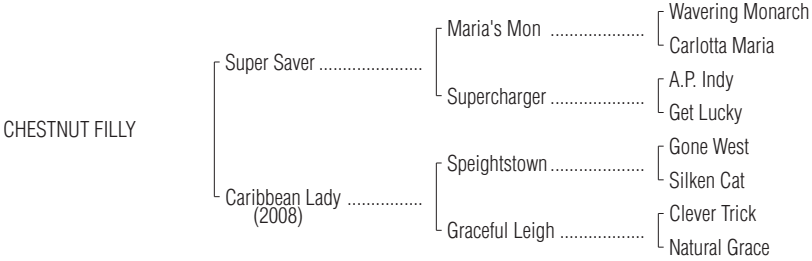 Wavering Monarch
Maria's Mon ....................
Carlotta Maria
Super Saver ......................
A.P. Indy
Supercharger ....................
Get Lucky
CHESTNUT FILLY
Gone West
Speightstown ....................
Silken Cat
Caribbean Lady ................
(2008)
Clever Trick
Graceful Leigh ..................
Natural Grace